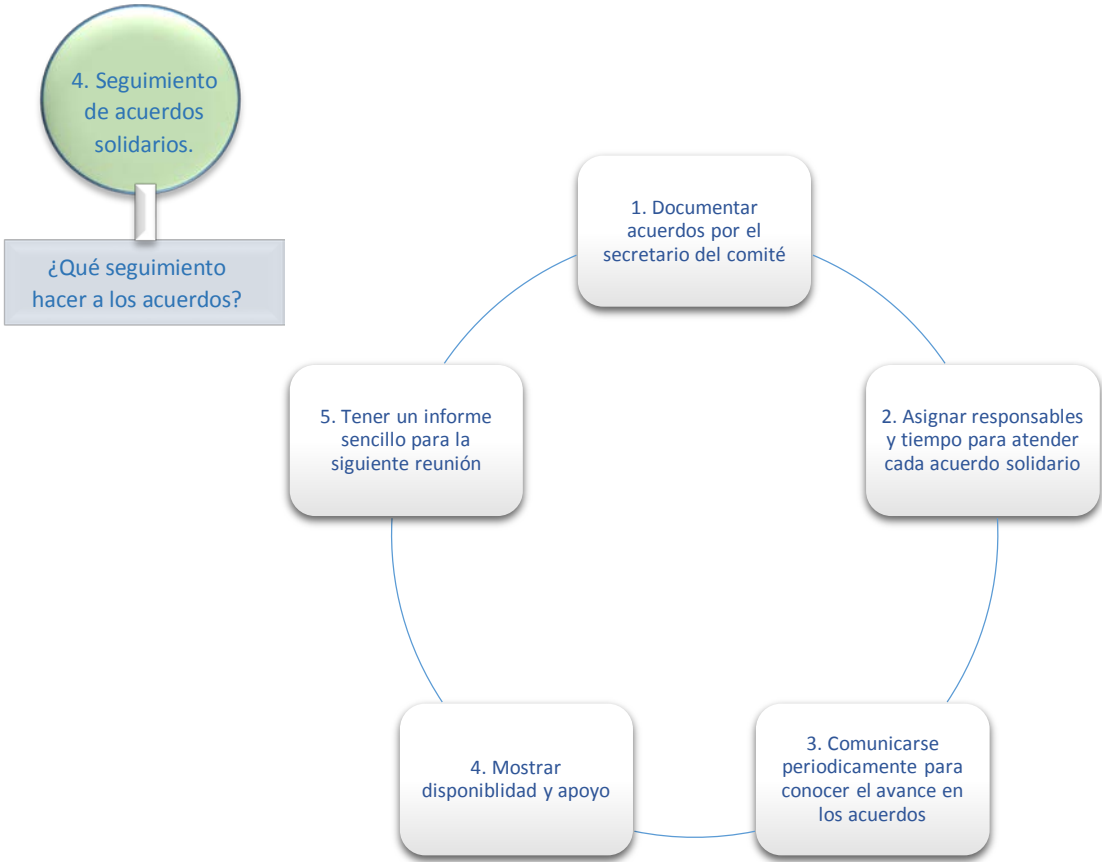 4. Seguimiento
de acuerdos
solidarios.
¿Qué seguimiento
hacer a los acuerdos?
1. Documentar
acuerdos por el
secretario del comité
2. Asignar responsables
y tiempo para atender
cada acuerdo solidario
3. Comunicarse
periodicamente para
conocer el avance en
los acuerdos
4. Mostrar
disponiblidad y apoyo
5. Tener un informe
sencillo para la
siguiente reunión